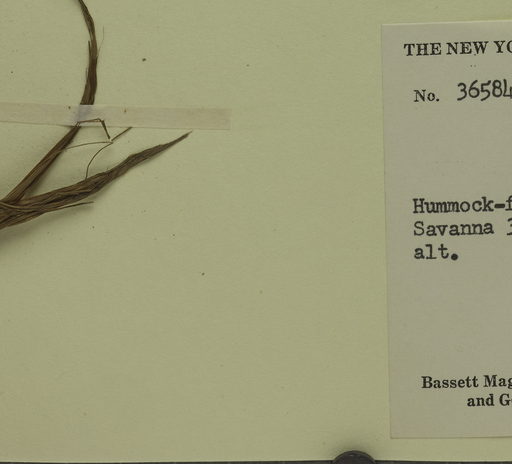 THE NEW YO
No. 36584
Hummock-f
Savanna
alt.
Bassett Mag
and G